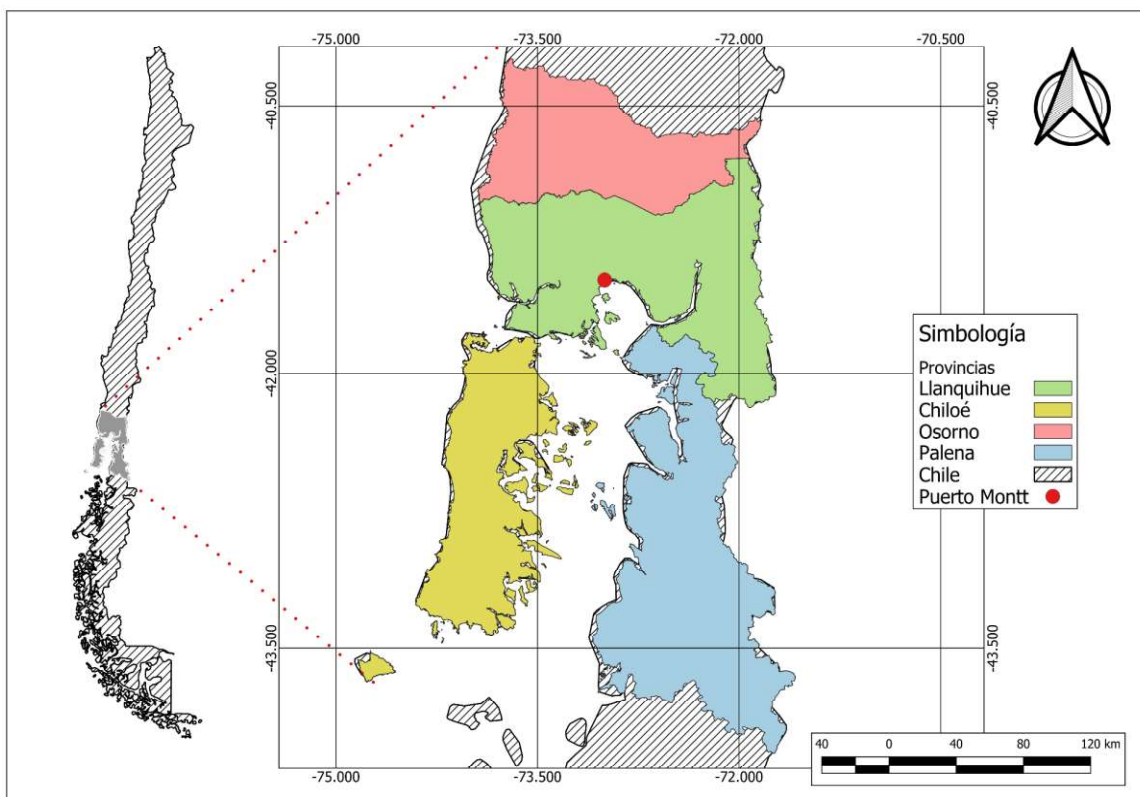 -75.000 -73.500 -72.000 -70.500
-40.500 -40.500
-42.000 -42.000
-43.500 -43.500
-75.000 -73.500 -72.000
Simbología
Provincias
Llanquihue
Chiloé
Osorno
Palena
Chile
Puerto Montt
40 0 40 80 120 km